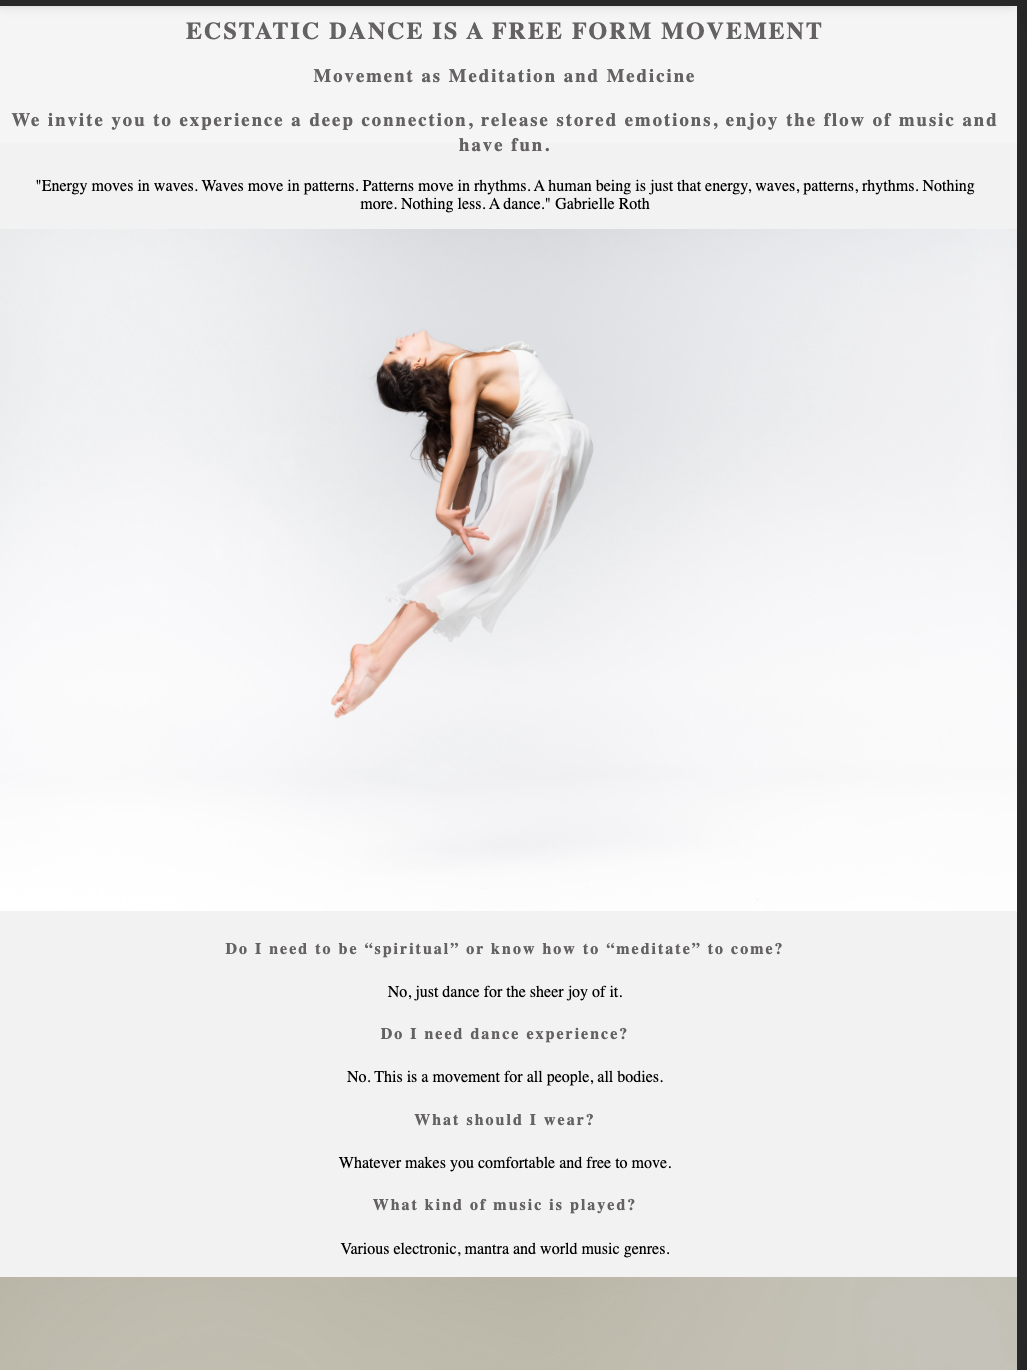 ECSTATIC DANCE IS A FREE FORM MOVEMENT
Movement as Meditation and Medicine
We invite you to experience a deep connection, release stored emotions, enjoy the flow of music and
have fun.
"Energy moves in waves. Waves move in patterns. Patterns move in rhythms. A human being is just that energy, waves, patterns, rhythms. Nothing
more. Nothing less. A dance." Gabrielle Roth
Do I need to be “spiritual” or know how to “meditate” to come?
No, just dance for the sheer joy of it.
Do I need dance experience?
No. This is a movement for all people, all bodies.
What should I wear?
Whatever makes you comfortable and free to move.
What kind of music is played?
Various electronic, mantra and world music genres.